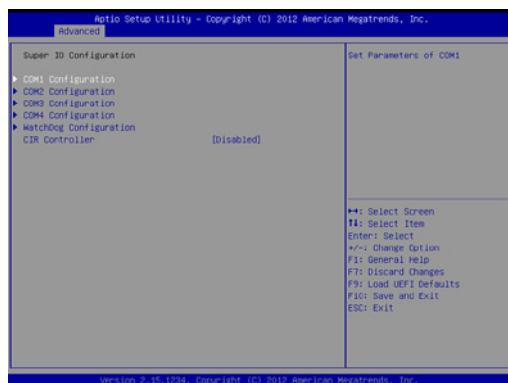 Aptio Setup Utility - Copyright (C) 2012 American Megatrends, Inc.
Advanced
Super IO Configuration
COM1 Configuration
COM2 Configuration
COM3 Configuration
COM4 Configuration
WatchDog Configuration
CIR Controller [Disabled]
Set Parameters of COM1
→←: Select Screen
↑↓: Select Item
Enter: Select
+/-: Change Option
F1: General Help
F7: Discard Changes
F9: Load UEFI Defaults
F10: Save and Exit
ESC: Exit
Version 2.15.1234. Copyright (C) 2012 American Megatrends, Inc.